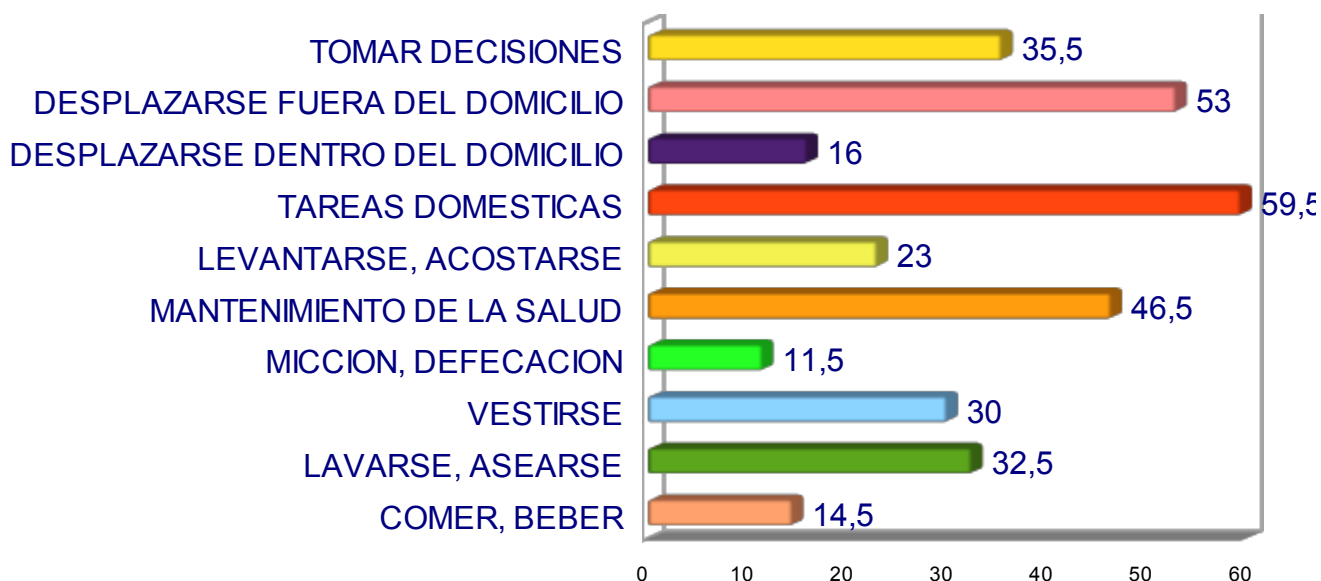 TOMAR DECISIONES 35,5
DESPLAZARSE FUERA DEL DOMICILIO 53
DESPLAZARSE DENTRO DEL DOMICILIO 16
TAREAS DOMESTICAS 59,5
LEVANTARSE, ACOSTARSE 23
MANTENIMIENTO DE LA SALUD 46,5
MICCION, DEFECACION 11,5
VESTIRSE 30
LAVARSE, ASEARSE 32,5
COMER, BEBER 14,5
0 10 20 30 40 50 60